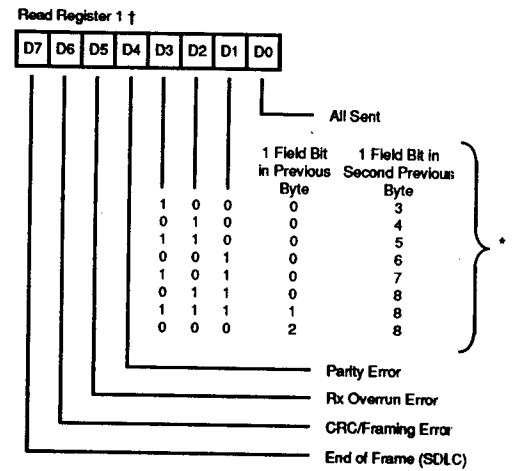 Read Register 1 †
D7 D6 D5 D4 D3 D2 D1 D0
All Sent
1 Field Bit in Previous Byte
1 Field Bit in Second Previous Byte
1 0 0 0 3
0 1 0 0 4
1 1 0 0 5
0 0 1 0 6
1 0 1 0 7
0 1 1 0 8
1 1 1 1 8
0 0 0 2 8
*
Parity Error
Rx Overrun Error
CRC/Framing Error
End of Frame (SDLC)